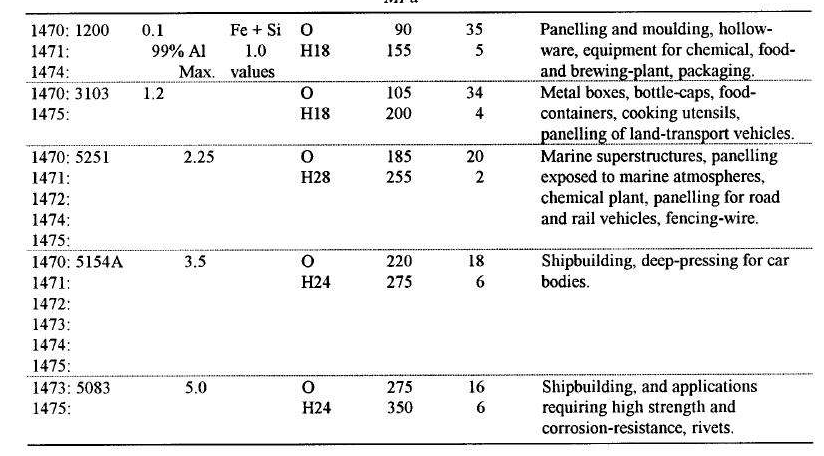 MPa
1470: 1200 0.1 Fe + Si O 90 35 Panelling and moulding, hollow-
1471: 99% Al 1.0 H18 155 5 ware, equipment for chemical, food-
1474: Max. values and brewing-plant, packaging.
1470: 3103 1.2 O 105 34 Metal boxes, bottle-caps, food-
1475: H18 200 4 containers, cooking utensils,
panelling of land-transport vehicles.
1470: 5251 2.25 O 185 20 Marine superstructures, panelling
1471: H28 255 2 exposed to marine atmospheres,
1472: chemical plant, panelling for road
1474: and rail vehicles, fencing-wire.
1475:
1470: 5154A 3.5 O 220 18 Shipbuilding, deep-pressing for car
1471: H24 275 6 bodies.
1472:
1473:
1474:
1475:
1473: 5083 5.0 O 275 16 Shipbuilding, and applications
1475: H24 350 6 requiring high strength and
corrosion-resistance, rivets.